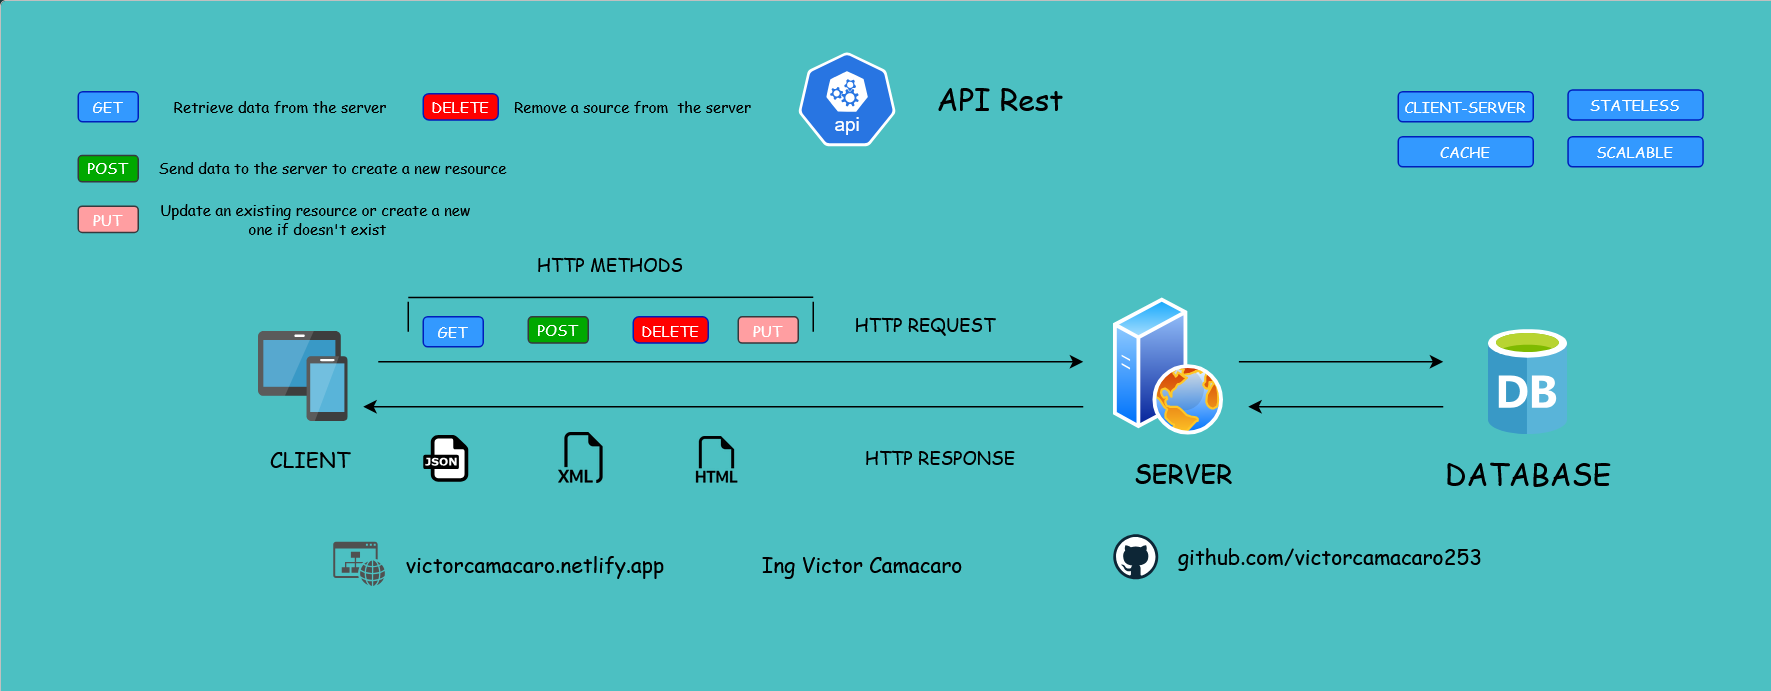 api
API Rest
GET
Retrieve data from the server
DELETE
Remove a source from the server
CLIENT-SERVER
STATELESS
POST
Send data to the server to create a new resource
CACHE
SCALABLE
PUT
Update an existing resource or create a new
one if doesn't exist
HTTP METHODS
GET
POST
DELETE
PUT
HTTP REQUEST
DB
JSON
XML
HTML
CLIENT
HTTP RESPONSE
SERVER
DATABASE
victorcamacaro.netlify.app
Ing Victor Camacaro
github.com/victorcamacaro253